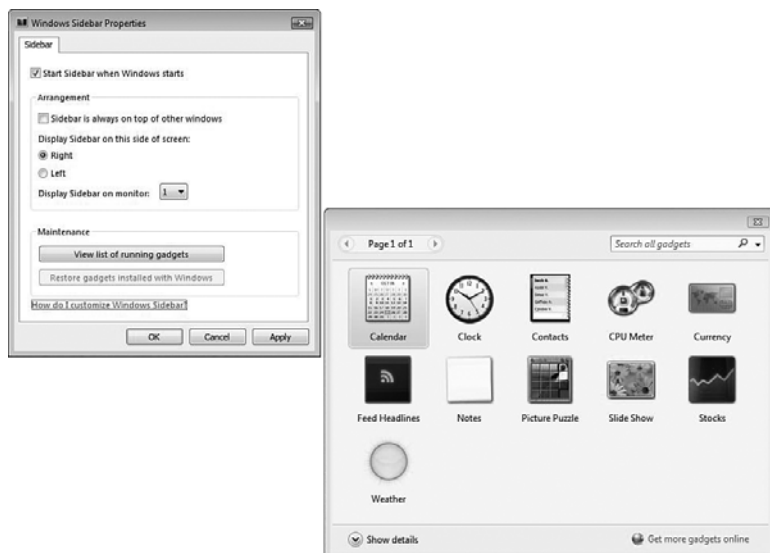 Windows Sidebar Properties
Sidebar
Start Sidebar when Windows starts
Arrangement
Sidebar is always on top of other windows
Display Sidebar on this side of screen:
Right
Left
Display Sidebar on monitor: 1
Maintenance
View list of running gadgets
Restore gadgets installed with Windows
How do I customize Windows Sidebar?
OK Cancel Apply
Page 1 of 1 Search all gadgets
Calendar Clock Contacts CPU Meter Currency
Feed Headlines Notes Picture Puzzle Slide Show Stocks
Weather
Show details Get more gadgets online